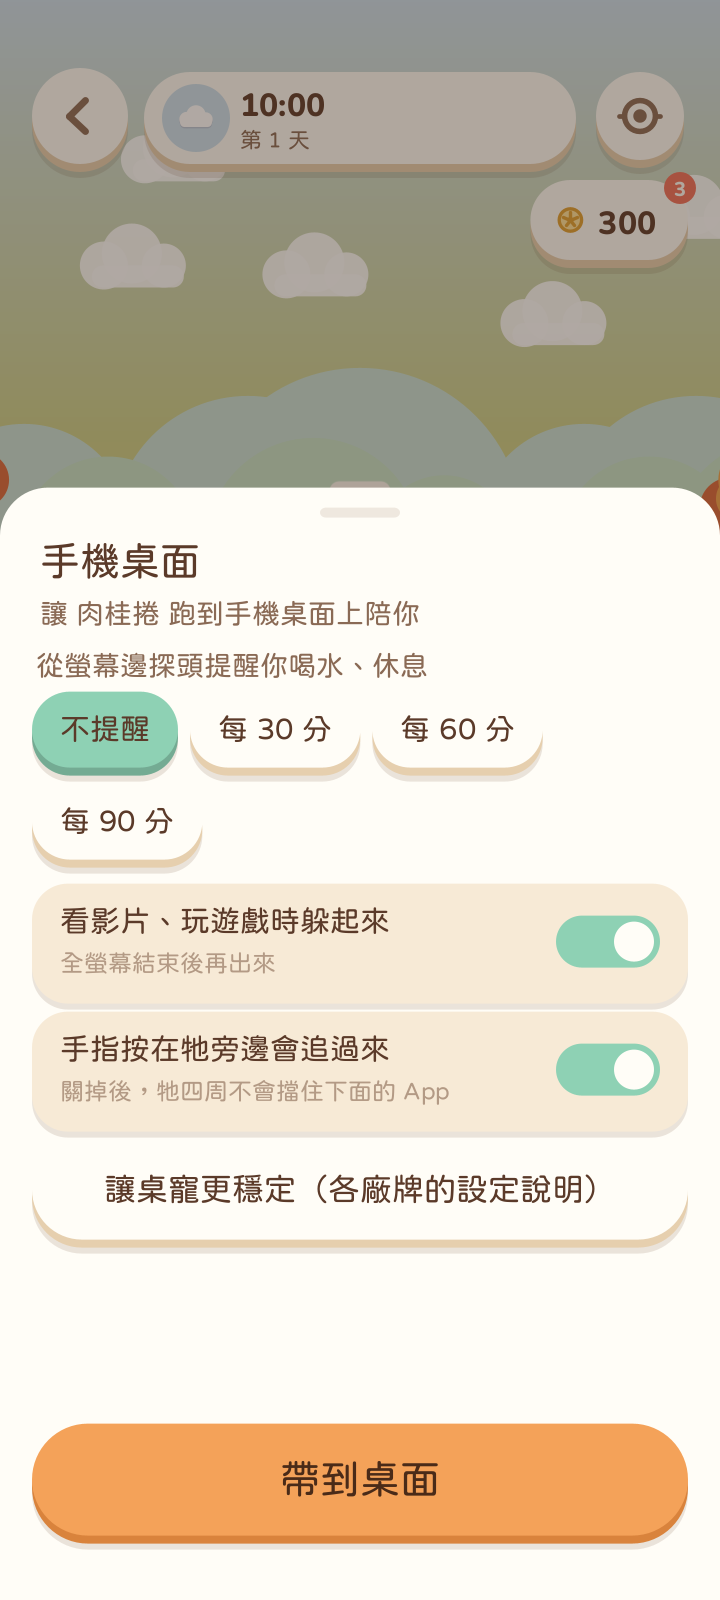 10:00
第 1 天
3
300
手機桌面
讓 肉桂捲 跑到手機桌面上陪你
從螢幕邊探頭提醒你喝水、休息
不提醒
每 30 分
每 60 分
每 90 分
看影片、玩遊戲時躲起來
全螢幕結束後再出來
手指按在牠旁邊會追過來
關掉後，牠四周不會擋住下面的 App
讓桌寵更穩定（各廠牌的設定說明）
帶到桌面